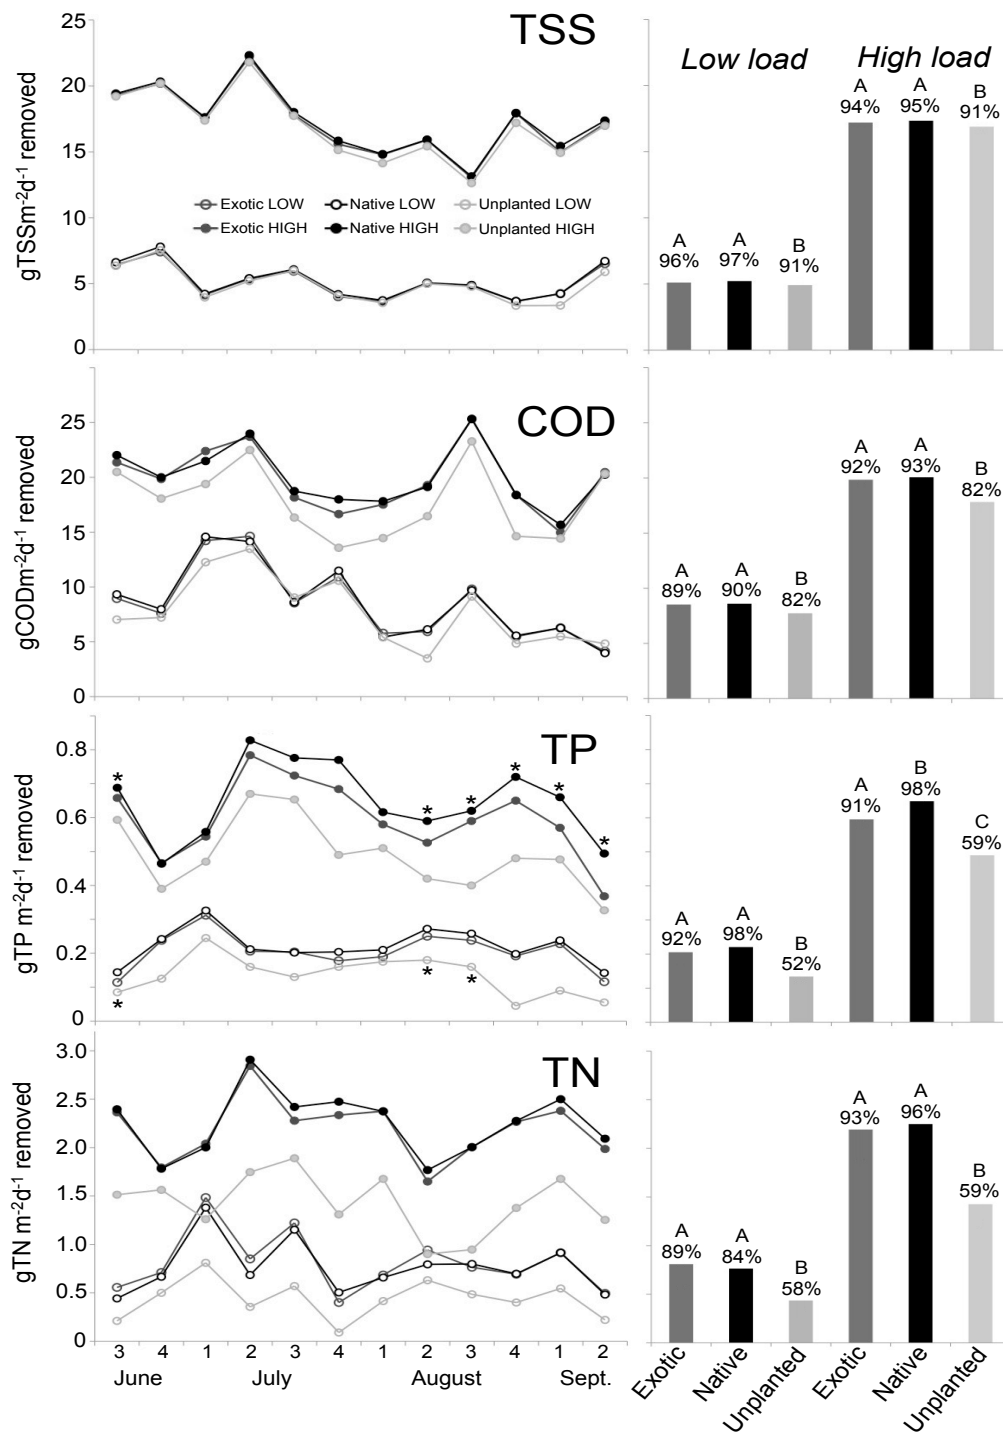 TSS
gTSSm-2d-1 removed
25
20
15
10
5
0
Exotic LOW
Native LOW
Unplanted LOW
Exotic HIGH
Native HIGH
Unplanted HIGH
Low load
High load
A
96%
A
97%
B
91%
A
94%
A
95%
B
91%
COD
gCODm-2d-1 removed
25
20
15
10
5
0
A
89%
A
90%
B
82%
A
92%
A
93%
B
82%
TP
gTP m-2d-1 removed
0.8
0.6
0.4
0.2
0
* * * * * *
* * *
A
92%
A
98%
B
52%
A
91%
B
98%
C
59%
TN
gTN m-2d-1 removed
3.0
2.5
2.0
1.5
1.0
0.5
0
A
89%
A
84%
B
58%
A
93%
A
96%
B
59%
3 4 1 2 3 4 1 2 3 4 1 2
June July August Sept.
Exotic
Native
Unplanted
Exotic
Native
Unplanted